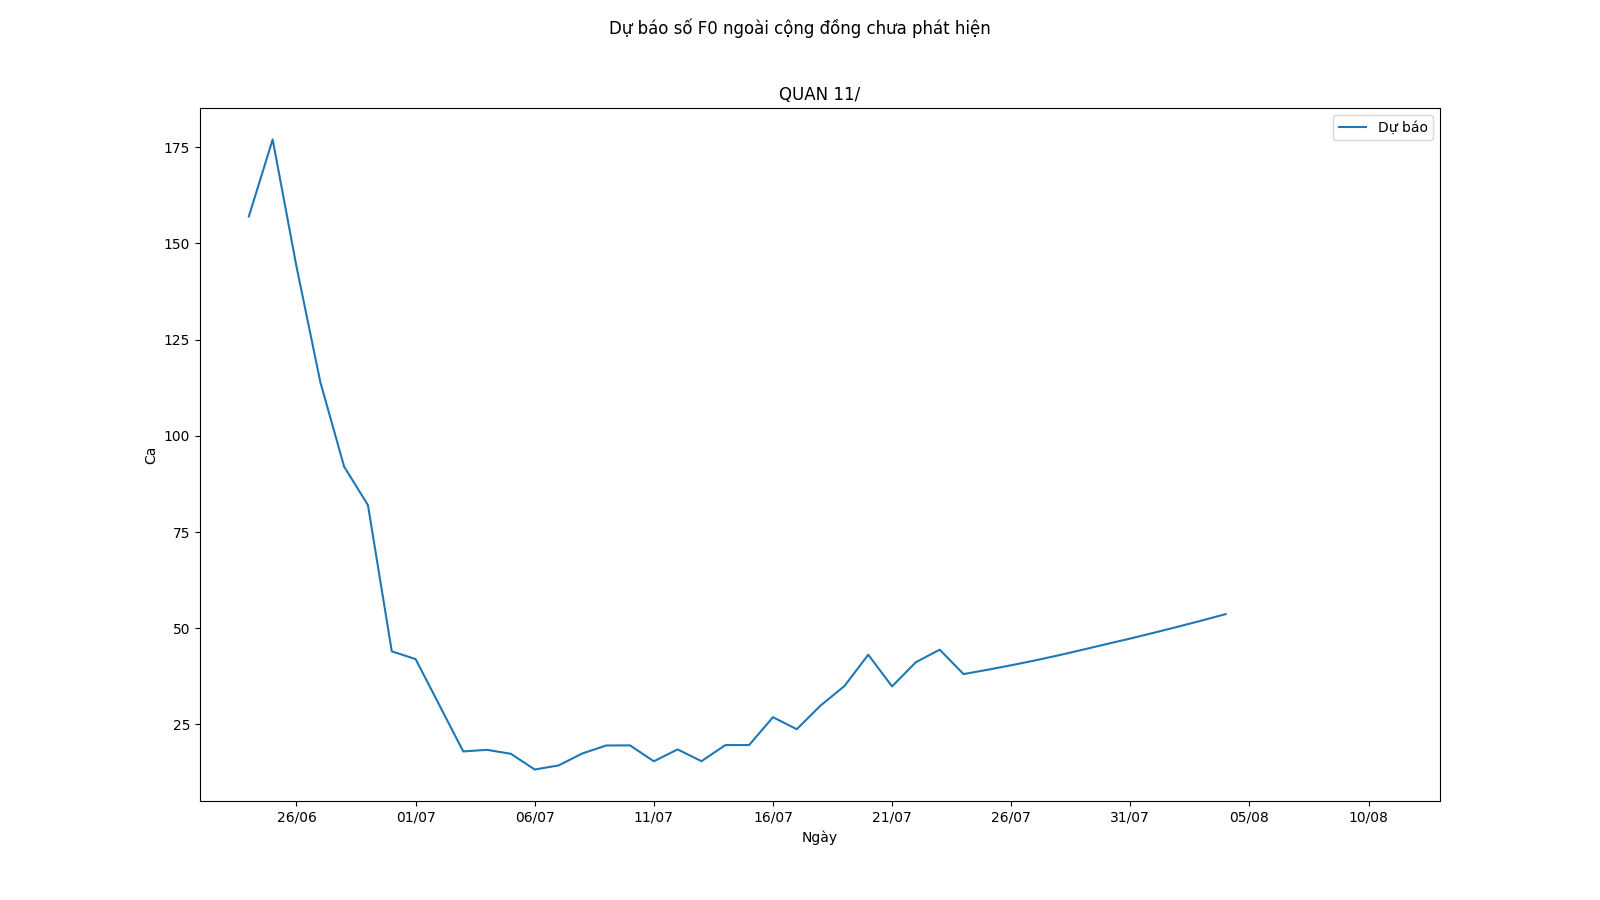 Dự báo số F0 ngoài cộng đồng chưa phát hiện
QUAN 11/
Dự báo
175
150
125
100
75
50
25
Ca
26/06 01/07 06/07 11/07 16/07 21/07 26/07 31/07 05/08 10/08
Ngày